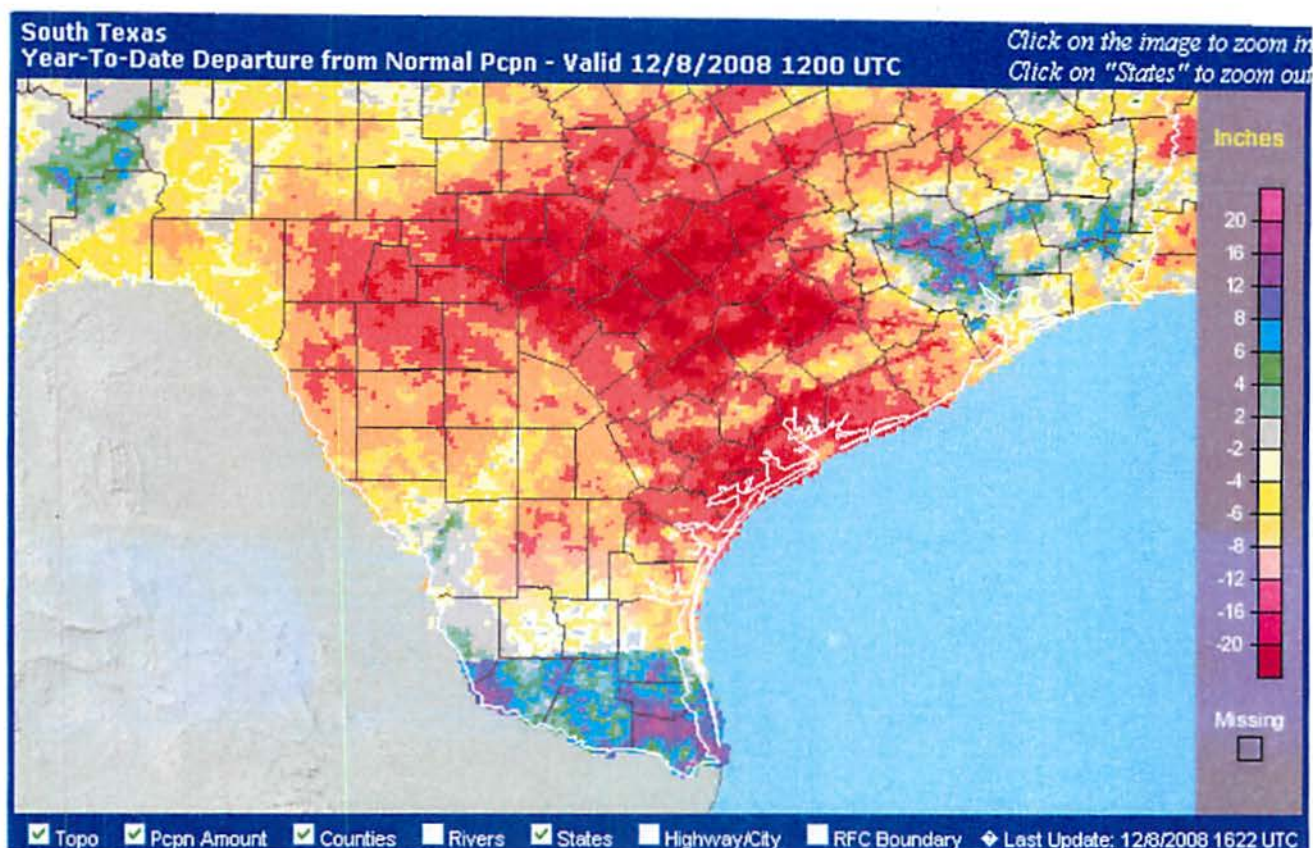 South Texas
Year-To-Date Departure from Normal Pcpn - Valid 12/8/2008 1200 UTC
Click on the image to zoom in
Click on "States" to zoom out
Inches
20
16
12
8
6
4
2
-2
-4
-6
-8
-12
-16
-20
Missing
Topo Pcpn Amount Counties Rivers States Highway/City RFC Boundary Last Update: 12/8/2008 1622 UTC